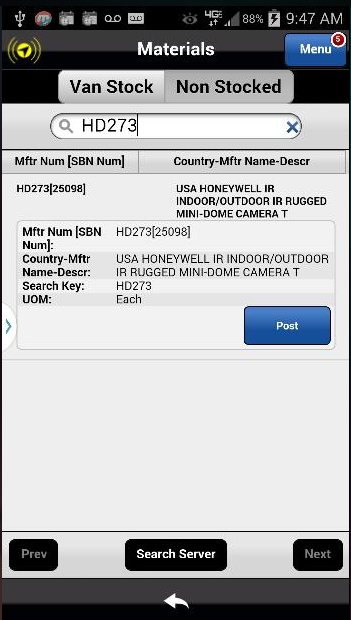 4G 88% 9:47 AM
Materials
Menu
5
Van Stock
Non Stocked
HD273
Mftr Num [SBN Num]
Country-Mftr Name-Descr
HD273[25098]
USA HONEYWELL IR
INDOOR/OUTDOOR IR RUGGED
MINI-DOME CAMERA T
Mftr Num [SBN HD273[25098]
Num]:
Country-Mftr USA HONEYWELL IR INDOOR/OUTDOOR
Name-Descr: IR RUGGED MINI-DOME CAMERA T
Search Key: HD273
UOM: Each
Post
Prev
Search Server
Next